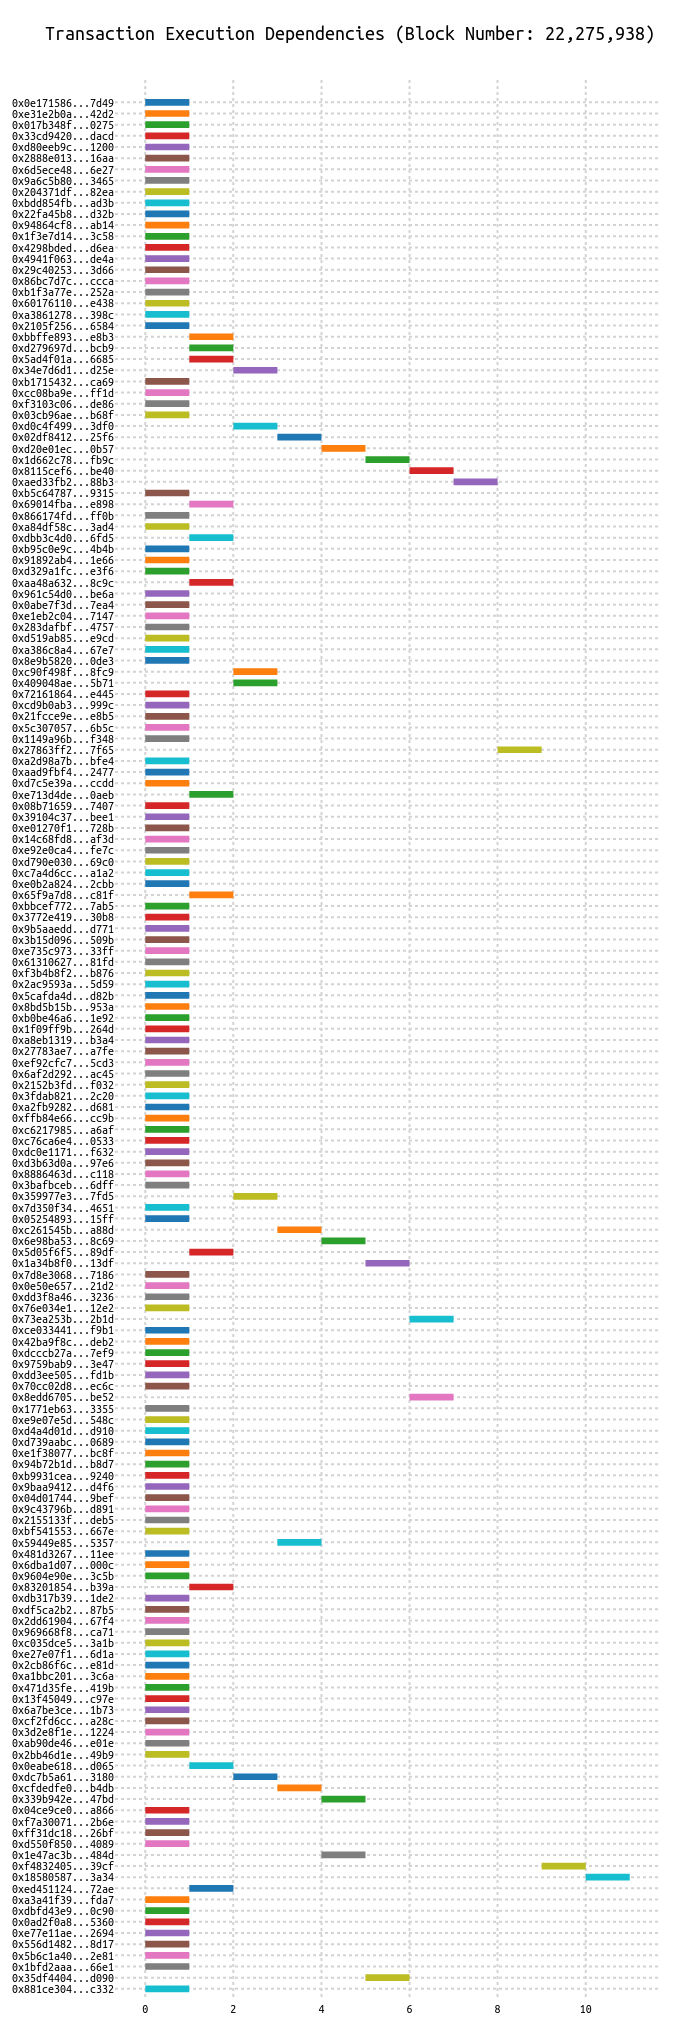 Transaction Execution Dependencies (Block Number: 22,275,938)
0x0e171586...7d49
0xe31e2b0a...42d2
0x017b348f...0275
0x33cd9420...dacd
0xd80eeb9c...1200
0x2888e013...16aa
0x6d5ece48...6e27
0x9a6c5b80...3465
0x204371df...82ea
0xbdd854fb...ad3b
0x22fa45b8...d32b
0x94864cf8...ab14
0x1f3e7d14...3c58
0x4298bded...d6ea
0x4941f063...de4a
0x29c40253...3d66
0x86bc7d7c...ccca
0xb1f3a77e...252a
0x60176110...e438
0xa3861278...398c
0x2105f256...6584
0xbbffe893...e8b3
0xd279697d...bcb9
0x5ad4f01a...6685
0x34e7d6d1...d25e
0xb1715432...ca69
0xcc08ba9e...ff1d
0xf3103c06...de86
0x03cb96ae...b68f
0xd0c4f499...3df0
0x02df8412...25f6
0xd20e01ec...0b57
0x1d662c78...fb9c
0x8115cef6...be40
0xaed33fb2...88b3
0xb5c64787...9315
0x69014fba...e898
0x866174fd...ff0b
0xa84df58c...3ad4
0xdbb3c4d0...6fd5
0xb95c0e9c...4b4b
0x91892ab4...1e66
0xd329a1fc...e3f6
0xaa48a632...8c9c
0x961c54d0...be6a
0x0abe7f3d...7ea4
0xe1eb2c04...7147
0x283dafbf...4757
0xd519ab85...e9cd
0xa386c8a4...67e7
0x8e9b5820...0de3
0xc90f498f...8fc9
0x409048ae...5b71
0x72161864...e445
0xcd9b0ab3...999c
0x21fcce9e...e8b5
0x5c307057...6b5c
0x1149a96b...f348
0x27863ff2...7f65
0xa2d98a7b...bfe4
0xaad9fbf4...2477
0xd7c5e39a...ccdd
0xe713d4de...0aeb
0x08b71659...7407
0x39104c37...bee1
0xe01270f1...728b
0x14c68fd8...af3d
0xe92e0ca4...fe7c
0xd790e030...69c0
0xc7a4d6cc...a1a2
0xe0b2a824...2cbb
0x65f9a7d8...c81f
0xbbcef772...7ab5
0x3772e419...30b8
0x9b5aaedd...d771
0x3b15d096...509b
0xe735c973...33ff
0x61310627...81fd
0xf3b4b8f2...b876
0x2ac9593a...5d59
0x5cafda4d...d82b
0x8bd5b15b...953a
0xb0be46a6...1e92
0x1f09ff9b...264d
0xa8eb1319...b3a4
0x27783ae7...a7fe
0xef92cfc7...5cd3
0x6af2d292...ac45
0x2152b3fd...f032
0x3fdab821...2c20
0xa2fb9282...d681
0xffb84e66...cc9b
0xc6217985...a6af
0xc76ca6e4...0533
0xdc0e1171...f632
0xd3b63d0a...97e6
0x8886463d...c118
0x3bafbceb...6dff
0x359977e3...7fd5
0x7d350f34...4651
0x05254893...15ff
0xc261545b...a88d
0x6e98ba53...8c69
0x5d05f6f5...89df
0x1a34b8f0...13df
0x7d8e3068...7186
0x0e50e657...21d2
0xdd3f8a46...3236
0x76e034e1...12e2
0x73ea253b...2b1d
0xce033441...f9b1
0x42ba9f8c...deb2
0xdcccb27a...7ef9
0x9759bab9...3e47
0xdd3ee505...fd1b
0x70cc02d8...ec6c
0x8edd6705...be52
0x1771eb63...3355
0xe9e07e5d...548c
0xd4a4d01d...d910
0xd739aabc...0689
0xe1f38077...bc8f
0x94b72b1d...b8d7
0xb9931cea...9240
0x9baa9412...d4f6
0x04d01744...9bef
0x9c43796b...d891
0x2155133f...deb5
0xbf541553...667e
0x59449e85...5357
0x481d3267...11ee
0x6dba1d07...000c
0x9604e90e...3c5b
0x83201854...b39a
0xdb317b39...1de2
0xdf5ca2b2...87b5
0x2dd61904...67f4
0x969668f8...ca71
0xc035dce5...3a1b
0xe27e07f1...6d1a
0x2cb86f6c...e81d
0xa1bbc201...3c6a
0x471d35fe...419b
0x13f45049...c97e
0x6a7be3ce...1b73
0xcf2fd6cc...a28c
0x3d2e8f1e...1224
0xab90de46...e01e
0x2bb46d1e...49b9
0x0eabe618...d065
0xdc7b5a61...3180
0xcfdedfe0...b4db
0x339b942e...47bd
0x04ce9ce0...a866
0xf7a30071...2b6e
0xff31dc18...26bf
0xd550f850...4089
0x1e47ac3b...484d
0xf4832405...39cf
0x18580587...3a34
0xed451124...72ae
0xa3a41f39...fda7
0xdbfd43e9...0c90
0x0ad2f0a8...5360
0xe77e11ae...2694
0x556d1482...8d17
0x5b6c1a40...2e81
0x1bfd2aaa...66e1
0x35df4404...d090
0x881ce304...c332
0 2 4 6 8 10